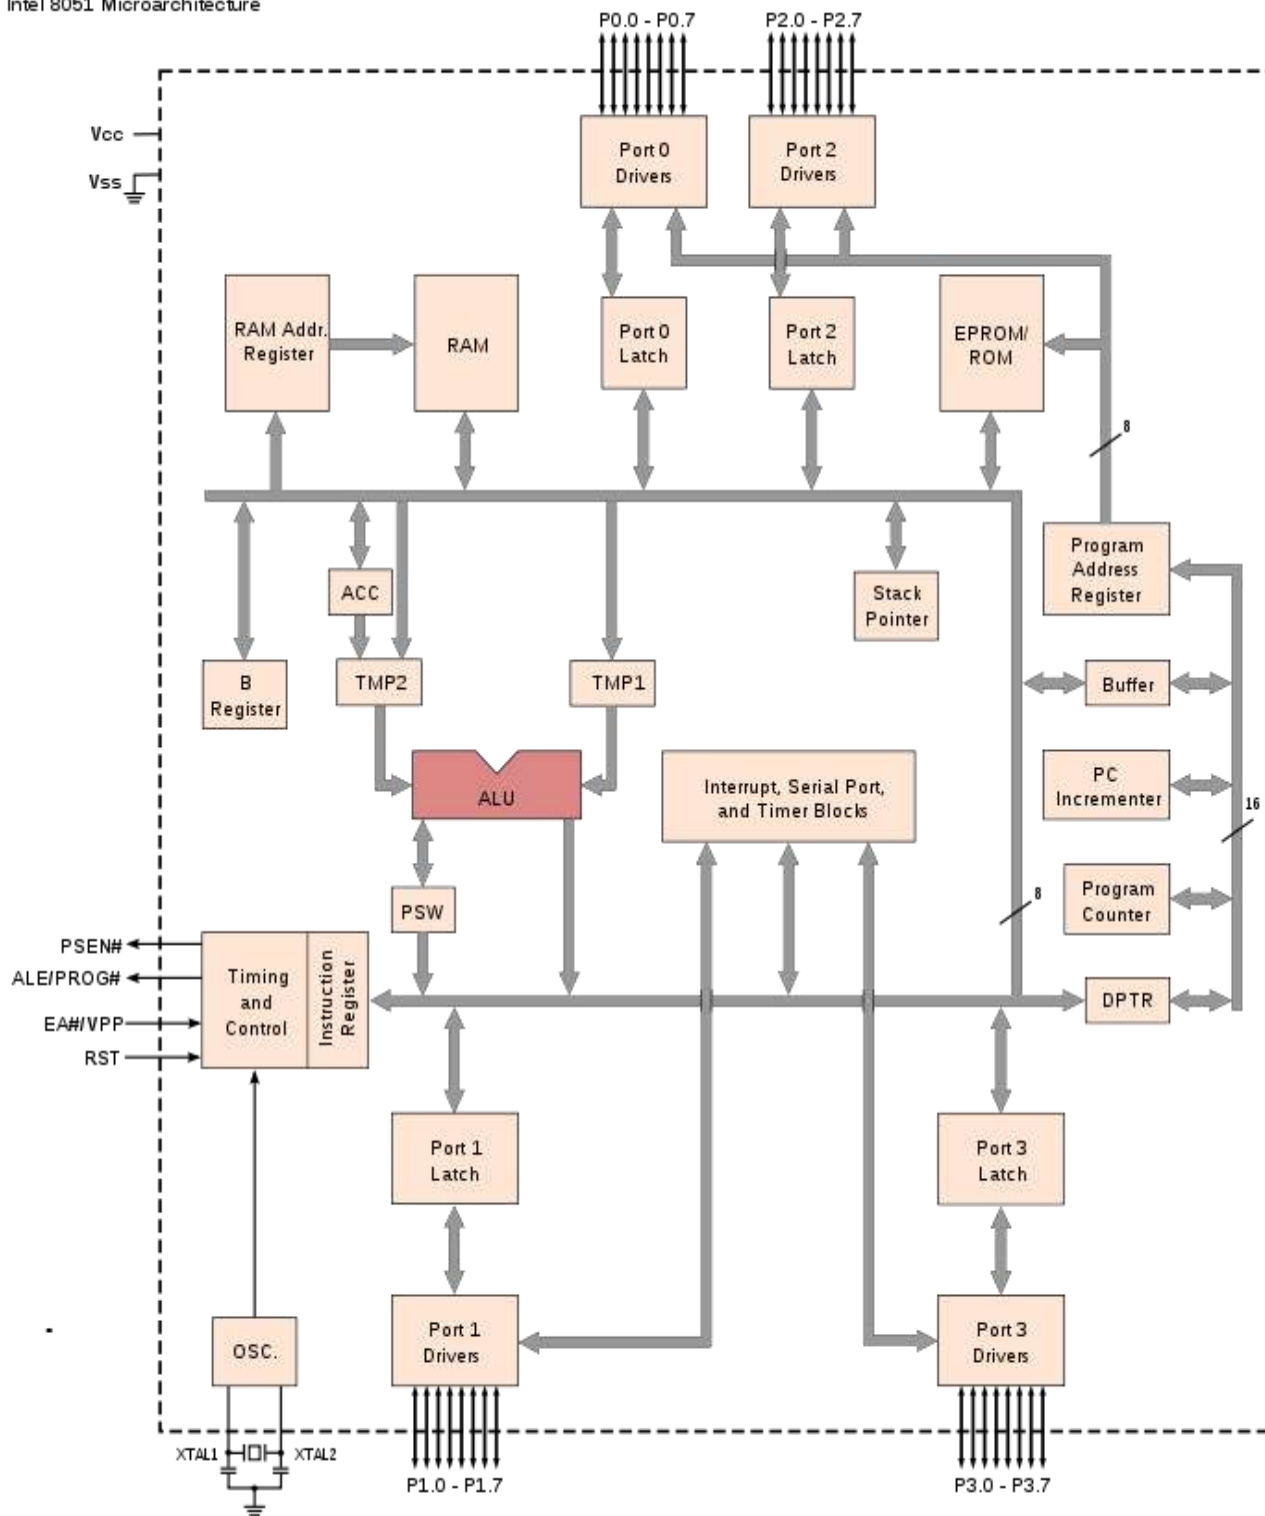 Intel 8051 Microarchitecture
P0.0 - P0.7
P2.0 - P2.7
Vcc
Vss
Port 0
Drivers
Port 2
Drivers
RAM Addr.
Register
RAM
Port 0
Latch
Port 2
Latch
EPROM/
ROM
8
Program
Address
Register
ACC
Stack
Pointer
B
Register
TMP2
TMP1
Buffer
ALU
Interrupt, Serial Port,
and Timer Blocks
PC
Incrementer
16
PSW
8
Program
Counter
PSEN#
ALE/PROG#
EA#/VPP
RST
Timing
and
Control
Instruction
Register
DPTR
Port 1
Latch
Port 3
Latch
OSC.
Port 1
Drivers
Port 3
Drivers
XTAL1
XTAL2
P1.0 - P1.7
P3.0 - P3.7